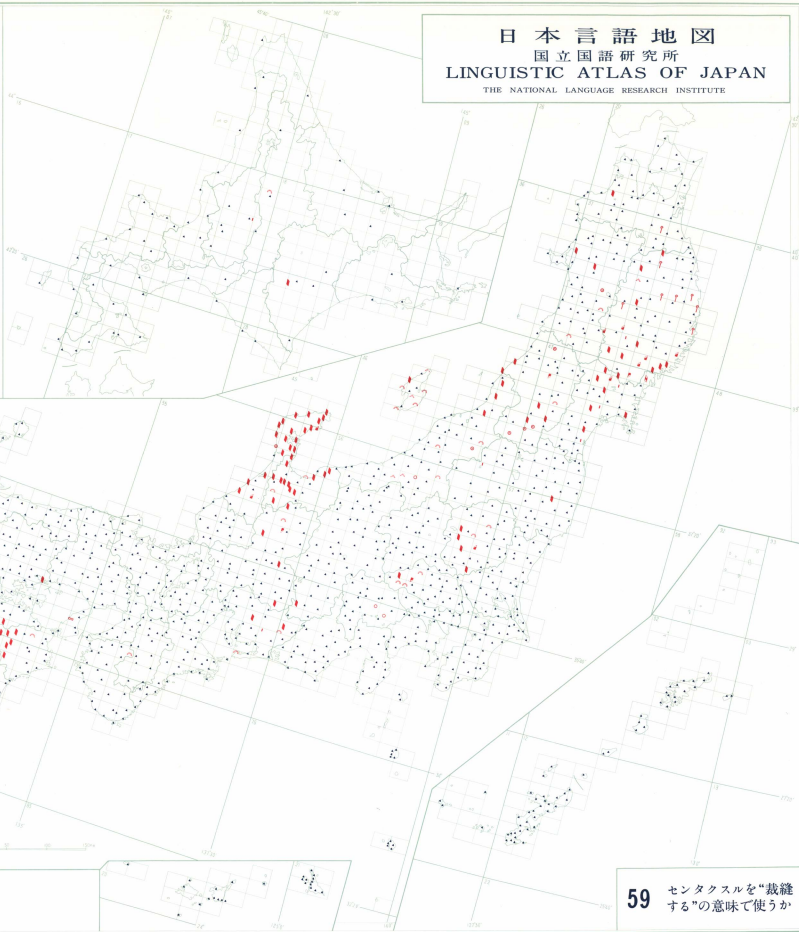 日本言語地図
国立国語研究所
LINGUISTIC ATLAS OF JAPAN
THE NATIONAL LANGUAGE RESEARCH INSTITUTE
59
センタクスルを“裁縫
する”の意味で使うか